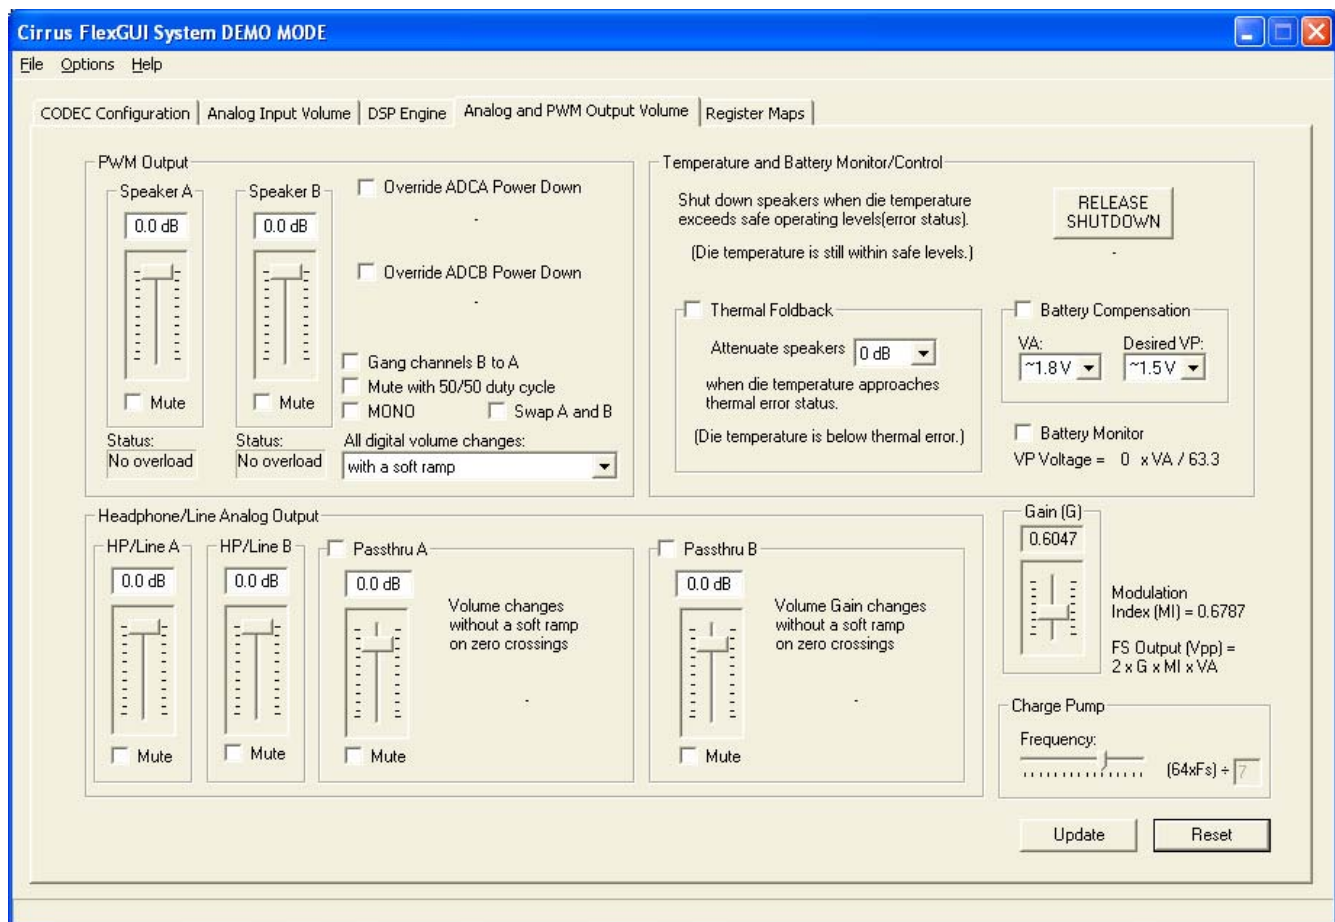 Cirrus FlexGUI System DEMO MODE
File Options Help
CODEC Configuration
Analog Input Volume
DSP Engine
Analog and PWM Output Volume
Register Maps
PWM Output
Speaker A
0.0 dB
Mute
Status:
No overload
Speaker B
0.0 dB
Mute
Status:
No overload
Override ADCA Power Down
-
Override ADCB Power Down
-
Gang channels B to A
Mute with 50/50 duty cycle
MONO
Swap A and B
All digital volume changes:
with a soft ramp
Temperature and Battery Monitor/Control
Shut down speakers when die temperature
exceeds safe operating levels(error status).
(Die temperature is still within safe levels.)
RELEASE
SHUTDOWN
-
Thermal Foldback
Attenuate speakers 0 dB
when die temperature approaches
thermal error status.
(Die temperature is below thermal error.)
Battery Compensation
VA:
~1.8 V
Desired VP:
~1.5 V
Battery Monitor
VP Voltage = 0 x VA / 63.3
Headphone/Line Analog Output
HP/Line A
0.0 dB
Mute
HP/Line B
0.0 dB
Mute
Passthru A
0.0 dB
Volume changes
without a soft ramp
on zero crossings
-
Mute
Passthru B
0.0 dB
Volume Gain changes
without a soft ramp
on zero crossings
-
Mute
Gain (G)
0.6047
Modulation
Index (MI) = 0.6787
FS Output (Vpp) =
2 x G x MI x VA
Charge Pump
Frequency:
(64xFs) ÷ 7
Update
Reset